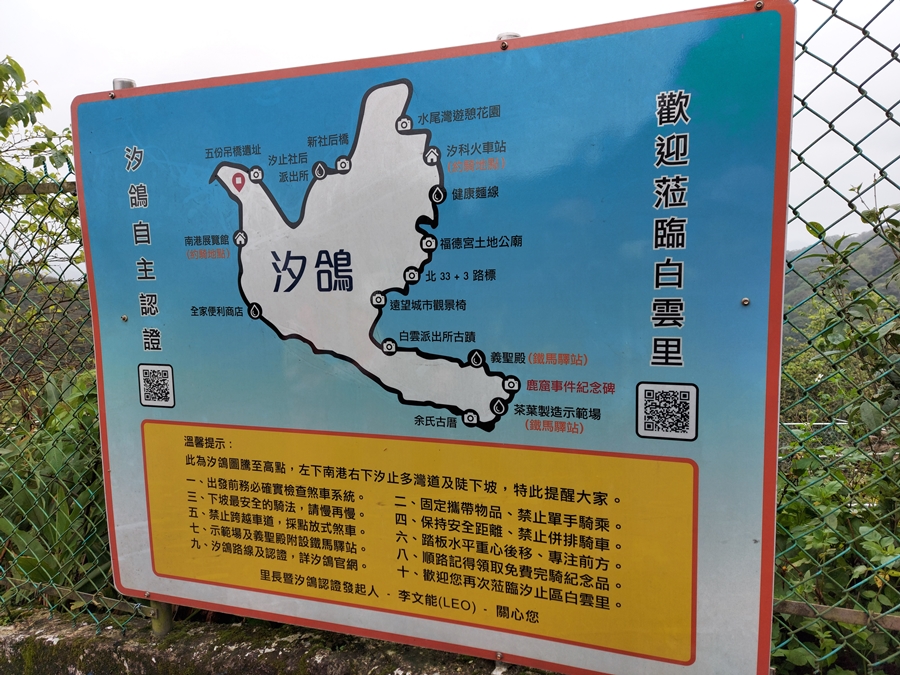 歡迎蒞臨白雲里
汐鴿自主認證
水尾灣遊憩花園
新社后橋
五份吊橋遺址
汐止社后
派出所
汐科火車站
健康麵線
南港展覽館
(約騎地點)
福德宮土地公廟
汐鴿
北 33 + 3 路標
遠望城市觀景椅
全家便利商店
白雲派出所古蹟
義聖殿(鐵馬驛站)
鹿窟事件紀念碑
茶葉製造示範場
(鐵馬驛站)
余氏古厝
溫馨提示：
此為汐鴿圖騰至高點，左下南港右下汐止多灣道及陡下坡，特此提醒大家。
一、出發前務必確實檢查煞車系統。
二、固定攜帶物品、禁止單手騎乘。
三、下坡最安全的騎法，請慢再慢。
四、保持安全距離、禁止併排騎車。
五、禁止跨越車道，採點放式煞車。
六、踏板水平重心後移、專注前方。
七、示範場及義聖殿附設鐵馬驛站。
八、順路記得領取免費完騎紀念品。
九、汐鴿路線及認證，詳汐鴿官網。
十、歡迎您再次蒞臨汐止區白雲里。
里長暨汐鴿認證發起人 - 李文能(LEO) - 關心您